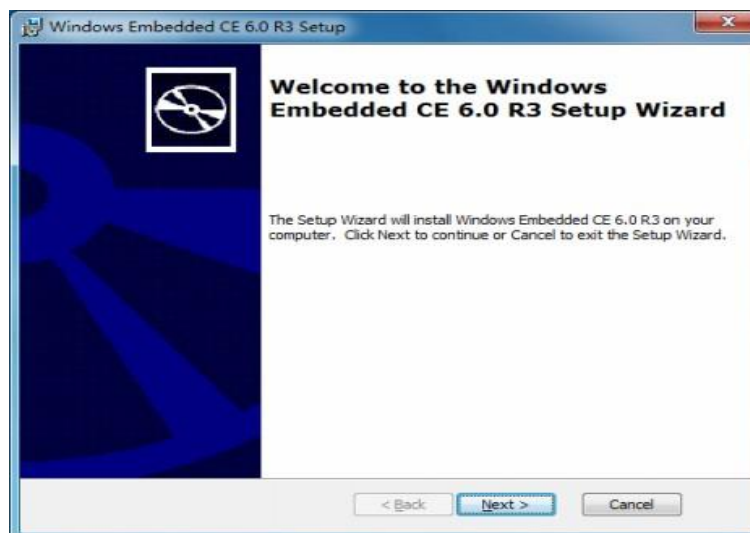 Windows Embedded CE 6.0 R3 Setup
Welcome to the Windows
Embedded CE 6.0 R3 Setup Wizard
The Setup Wizard will install Windows Embedded CE 6.0 R3 on your
computer. Click Next to continue or Cancel to exit the Setup Wizard.
< Back Next > Cancel